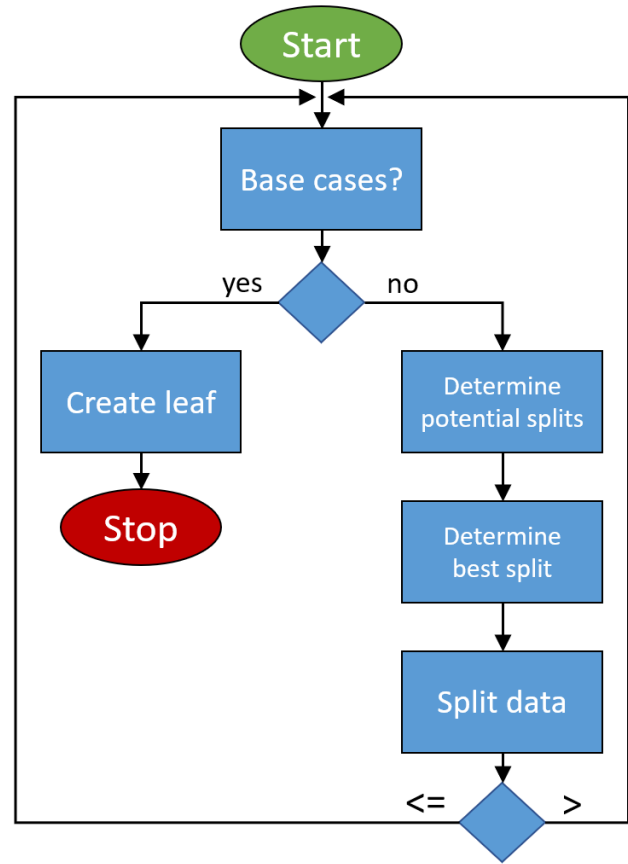 Start
Base cases?
yes
no
Create leaf
Determine
potential splits
Stop
Determine
best split
Split data
<=
>